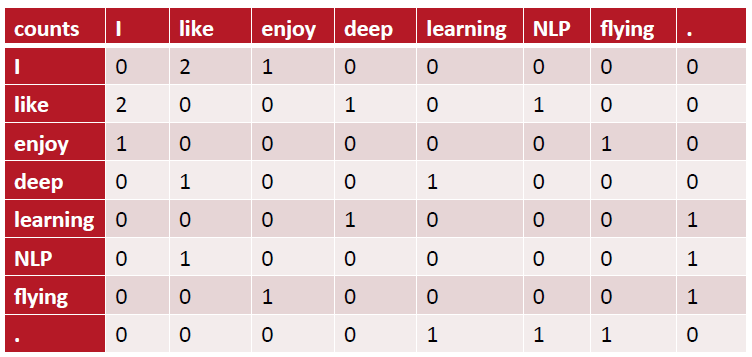 counts I like enjoy deep learning NLP flying .
I 0 2 1 0 0 0 0 0
like 2 0 0 1 0 1 0 0
enjoy 1 0 0 0 0 0 1 0
deep 0 1 0 0 1 0 0 0
learning 0 0 0 1 0 0 0 1
NLP 0 1 0 0 0 0 0 1
flying 0 0 1 0 0 0 0 1
. 0 0 0 0 1 1 1 0